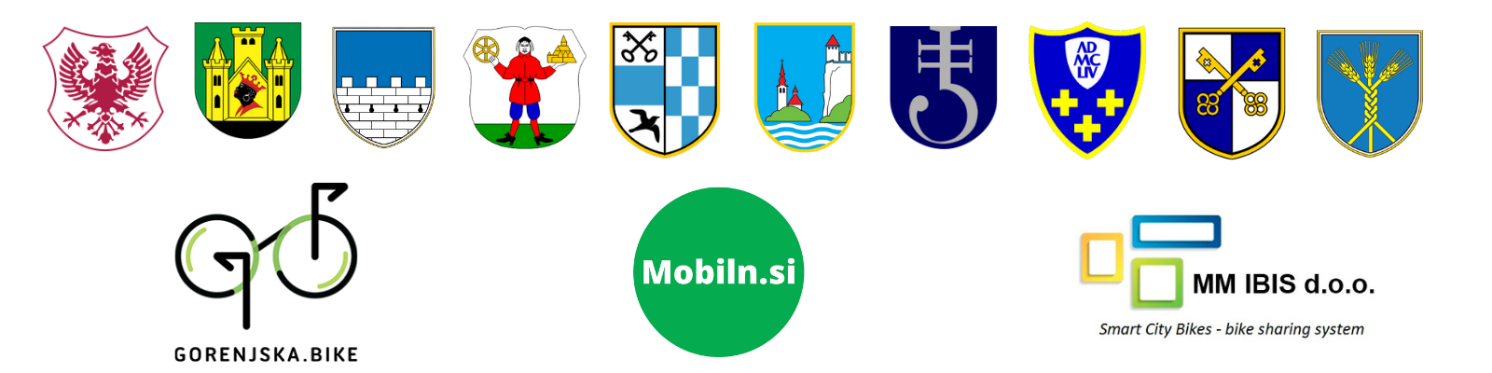 AD
MC
LIV
Mobiln.si
MM IBIS d.o.o.
Smart City Bikes - bike sharing system
GORENJSKA.BIKE